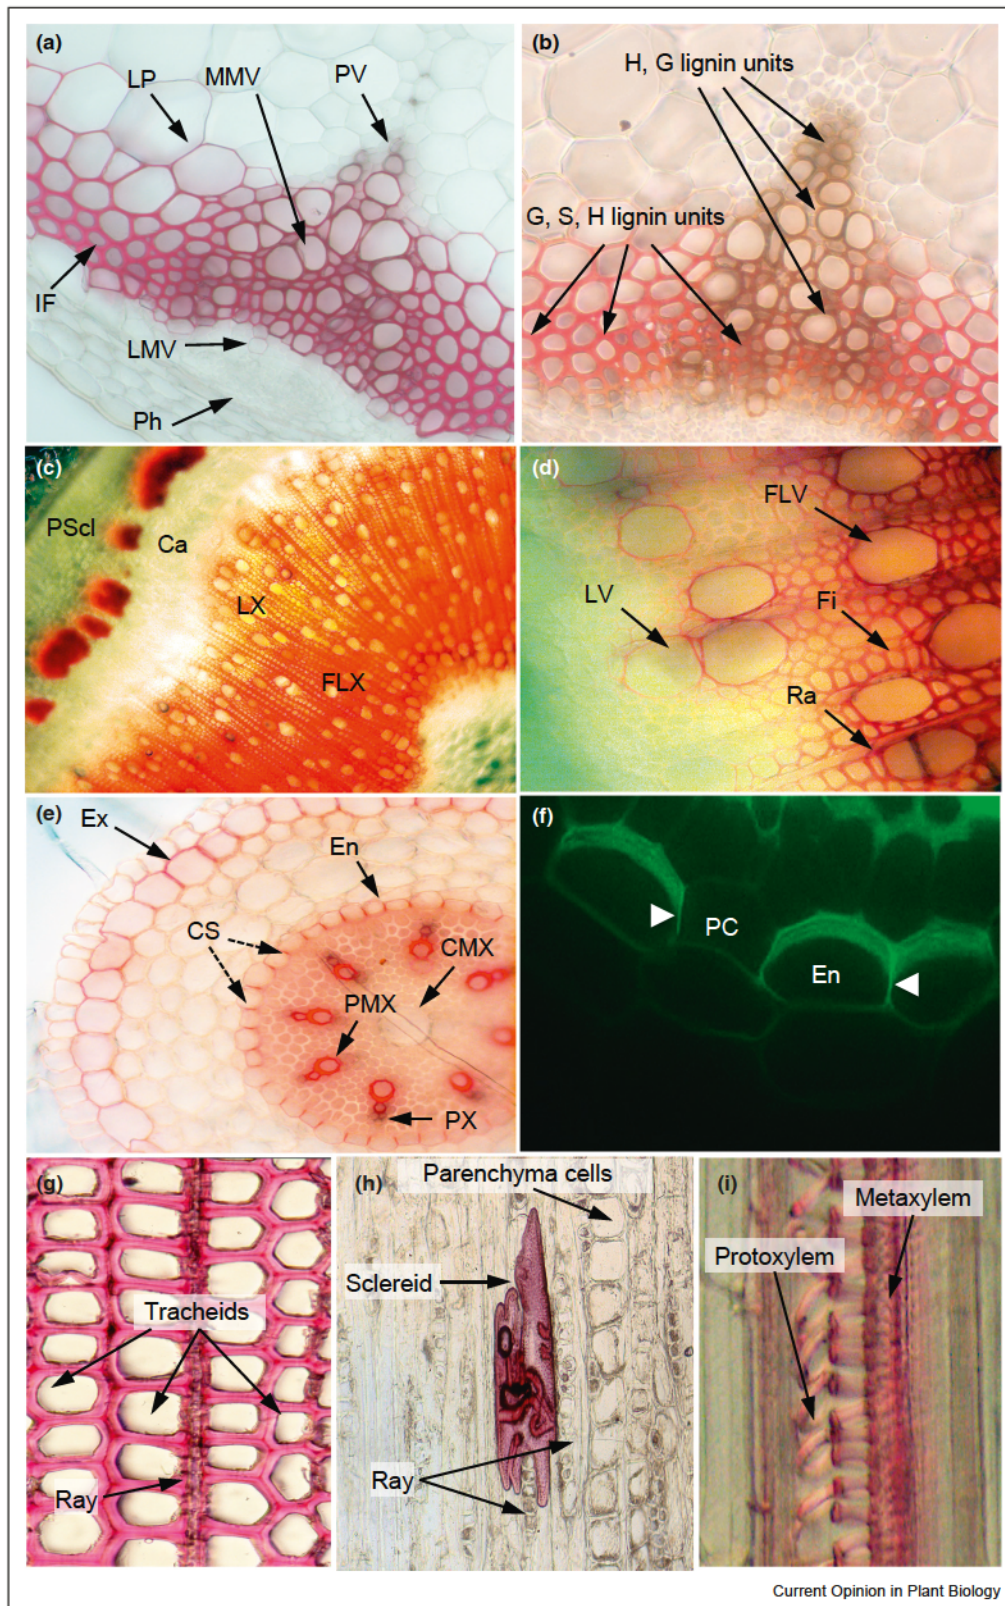 (a)
LP
MMV
PV
IF
LMV
Ph
(b)
H, G lignin units
G, S, H lignin units
(c)
PScl
Ca
LX
FLX
(d)
FLV
LV
Fi
Ra
(e)
Ex
En
CS
CMX
PMX
PX
(f)
PC
En
(g)
Tracheids
Ray
(h)
Parenchyma cells
Sclereid
Ray
(i)
Metaxylem
Protoxylem
Current Opinion in Plant Biology